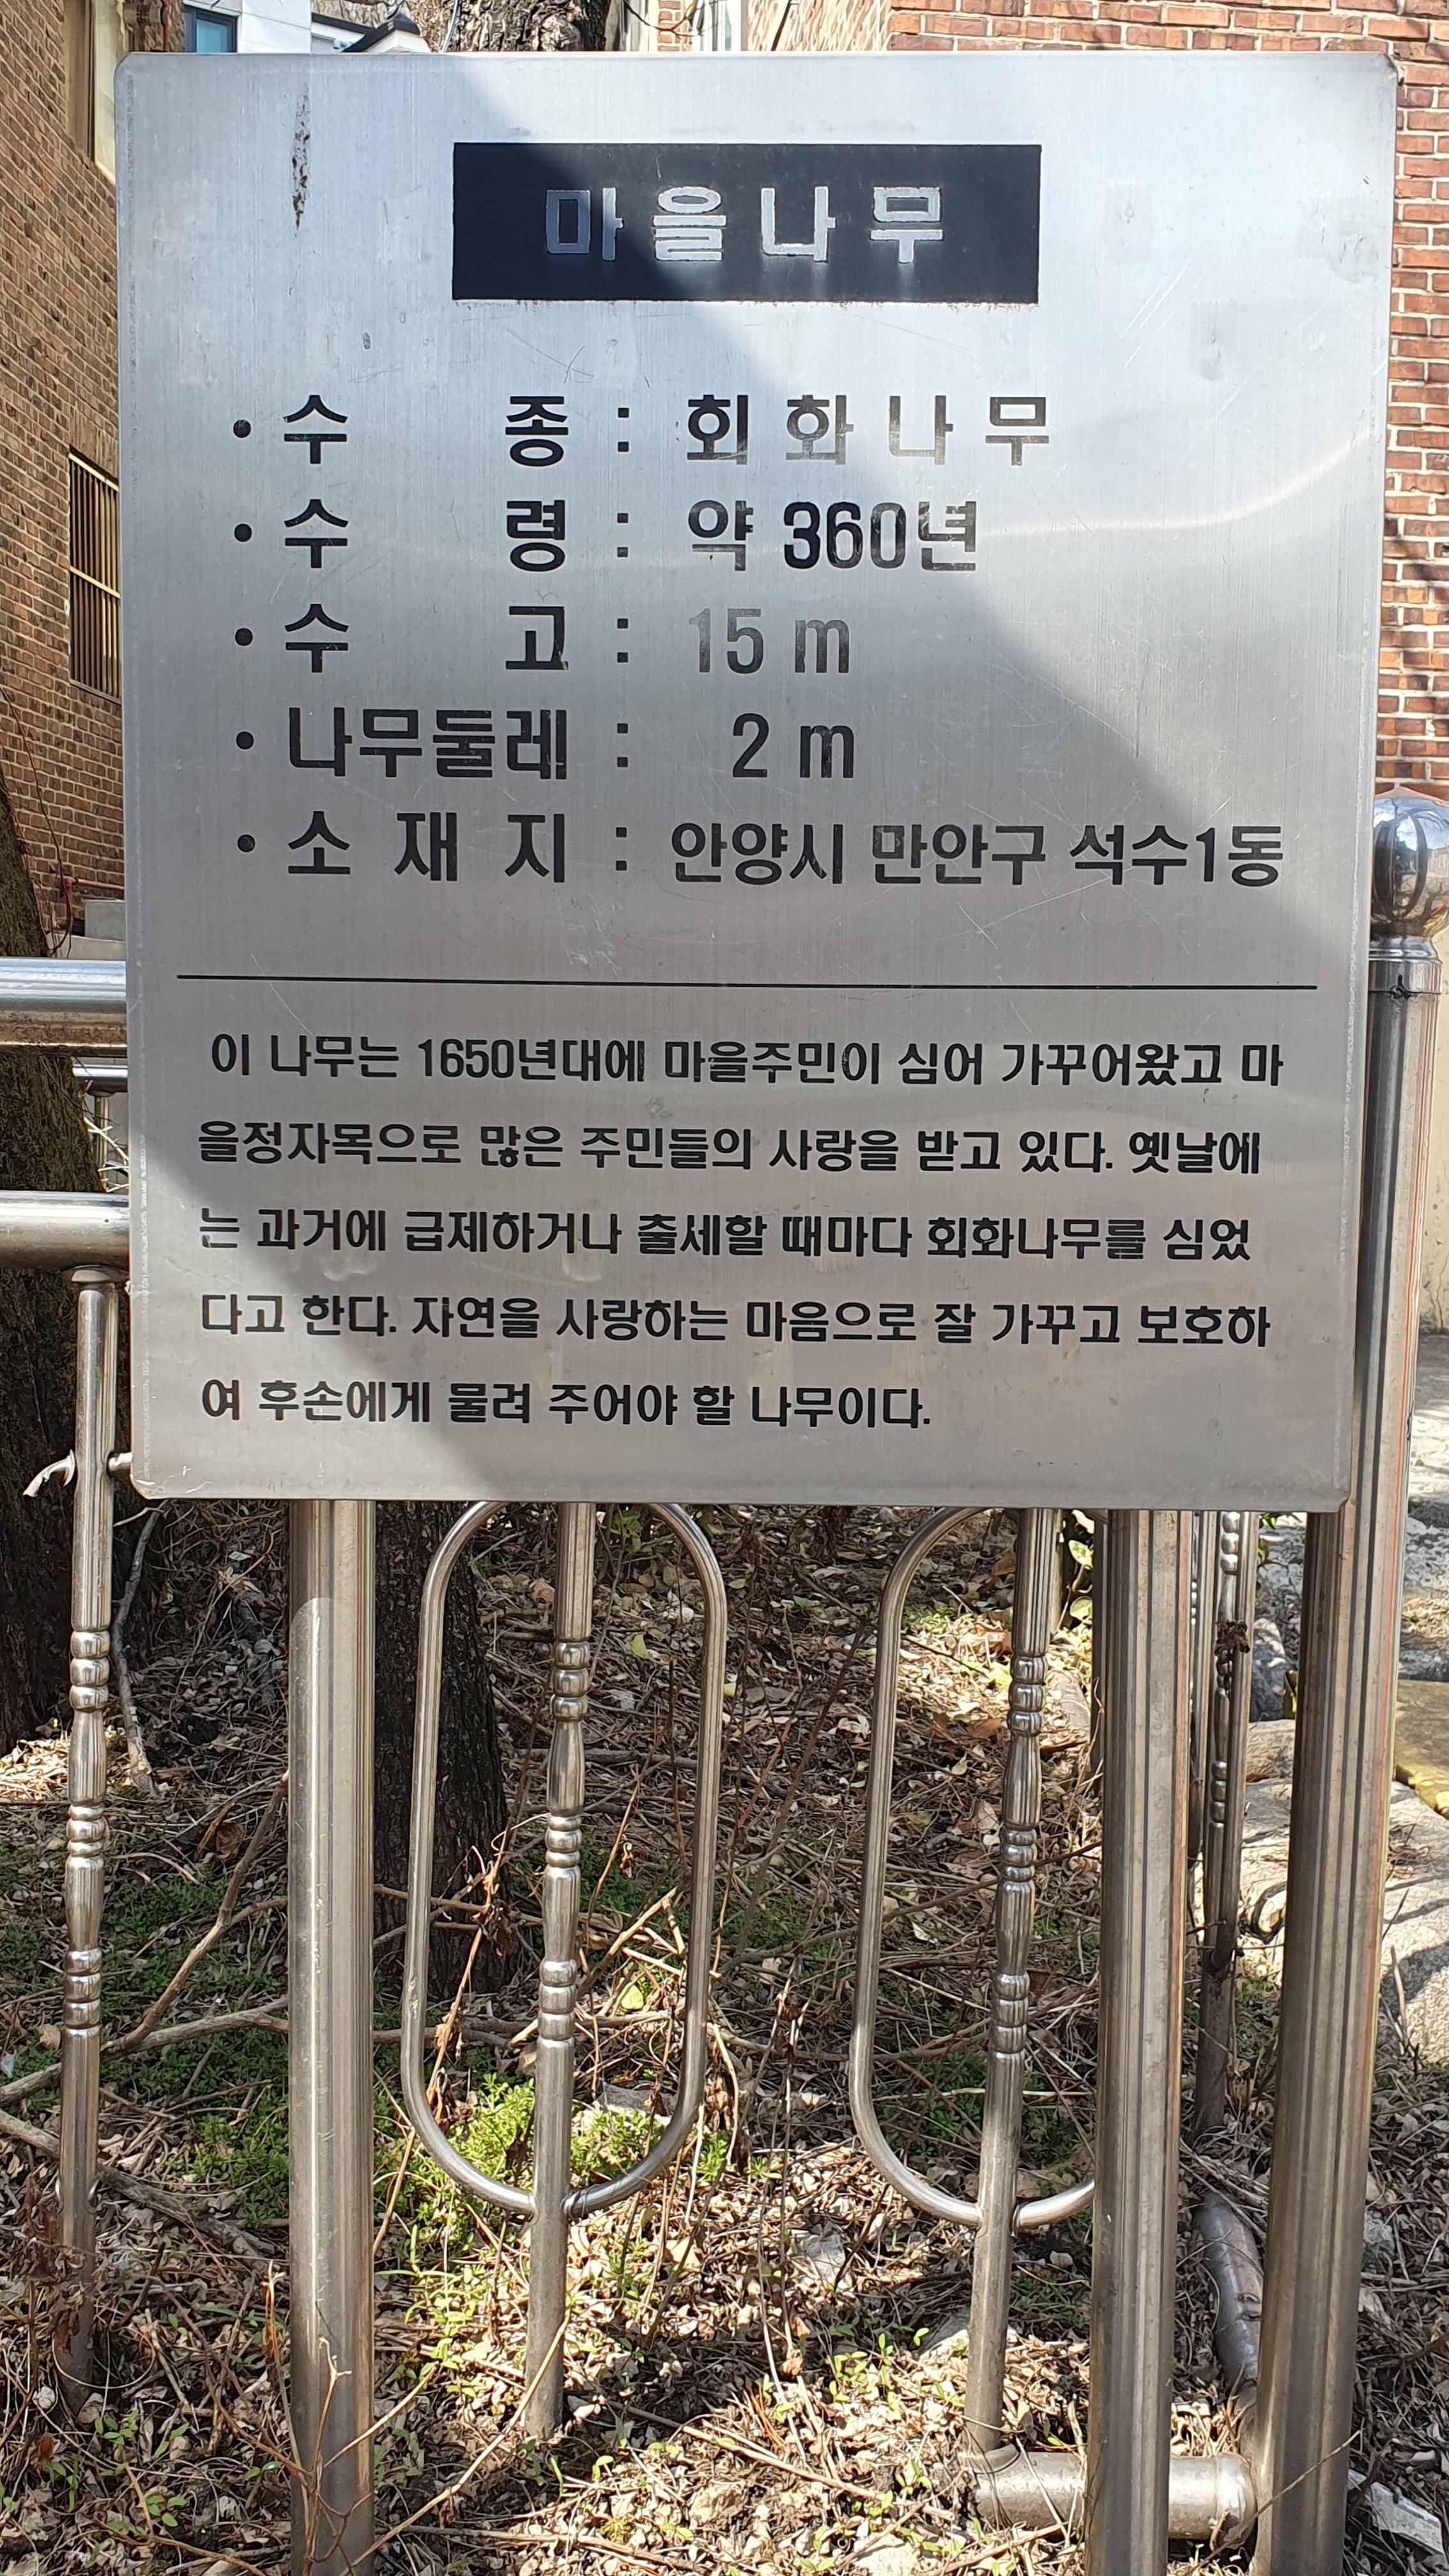 마을나무
• 수 종 : 회화나무
• 수 령 : 약 360년
• 수 고 : 15 m
• 나무둘레 : 2 m
• 소 재 지 : 안양시 만안구 석수1동
이 나무는 1650년대에 마을주민이 심어 가꾸어왔고 마
을정자목으로 많은 주민들의 사랑을 받고 있다. 옛날에
는 과거에 급제하거나 출세할 때마다 회화나무를 심었
다고 한다. 자연을 사랑하는 마음으로 잘 가꾸고 보호하
여 후손에게 물려 주어야 할 나무이다.